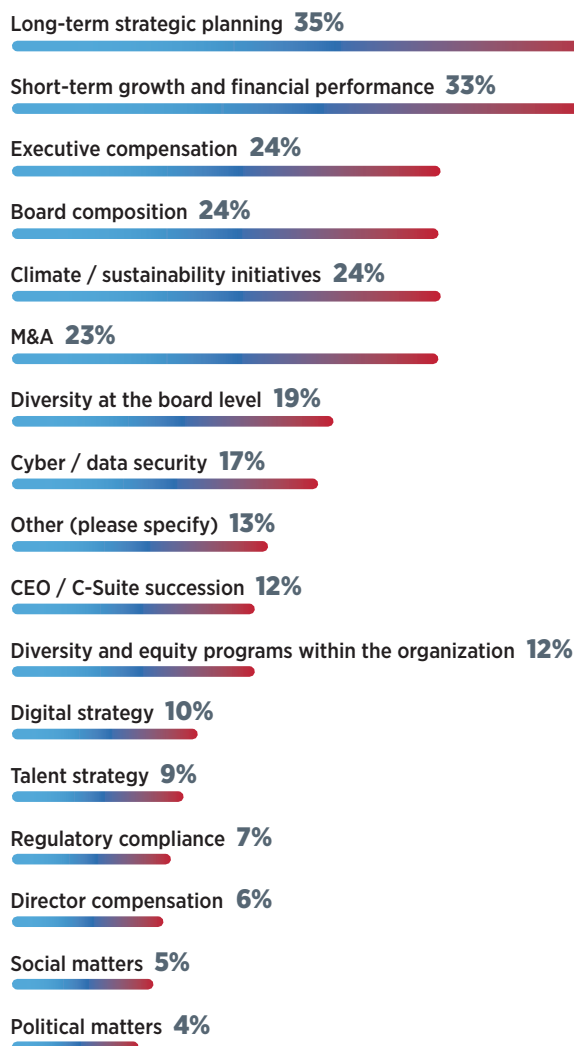 Long-term strategic planning 35%
Short-term growth and financial performance 33%
Executive compensation 24%
Board composition 24%
Climate / sustainability initiatives 24%
M&A 23%
Diversity at the board level 19%
Cyber / data security 17%
Other (please specify) 13%
CEO / C-Suite succession 12%
Diversity and equity programs within the organization 12%
Digital strategy 10%
Talent strategy 9%
Regulatory compliance 7%
Director compensation 6%
Social matters 5%
Political matters 4%